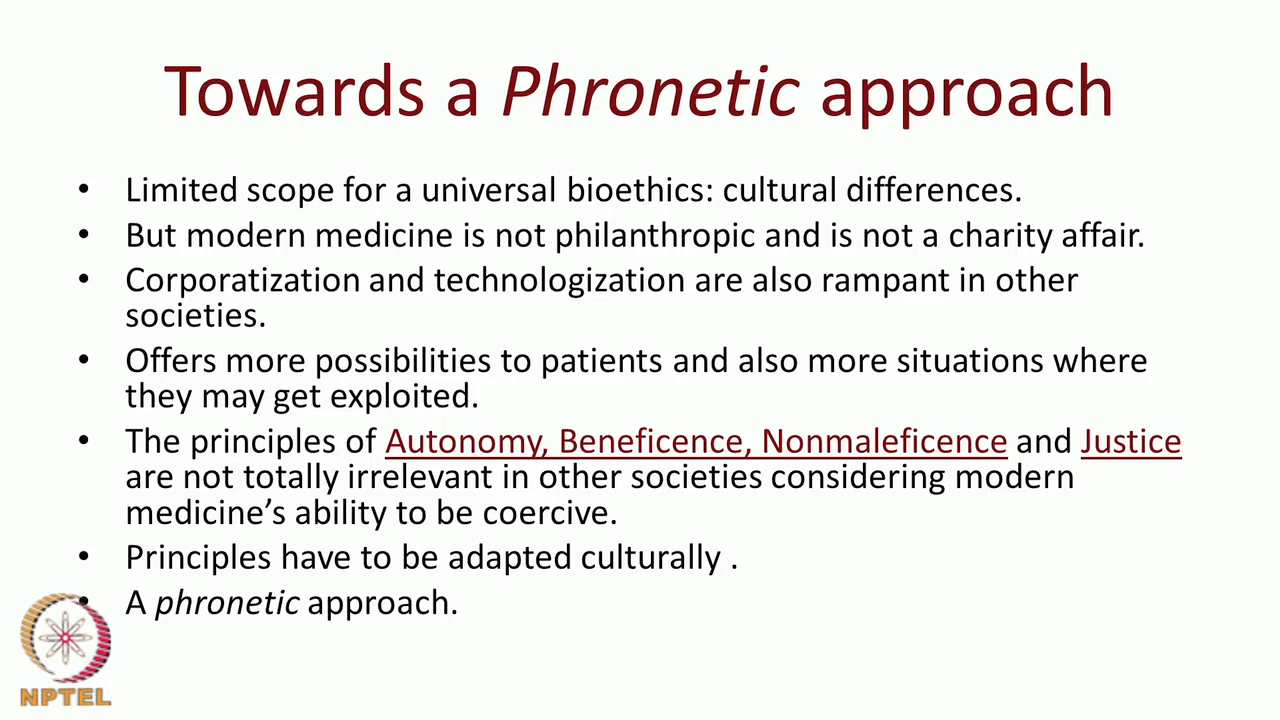 Towards a Phronetic approach
• Limited scope for a universal bioethics: cultural differences.
• But modern medicine is not philanthropic and is not a charity affair.
• Corporatization and technologization are also rampant in other
societies.
• Offers more possibilities to patients and also more situations where
they may get exploited.
• The principles of Autonomy, Beneficence, Nonmaleficence and Justice
are not totally irrelevant in other societies considering modern
medicine’s ability to be coercive.
• Principles have to be adapted culturally .
• A phronetic approach.
NPTEL